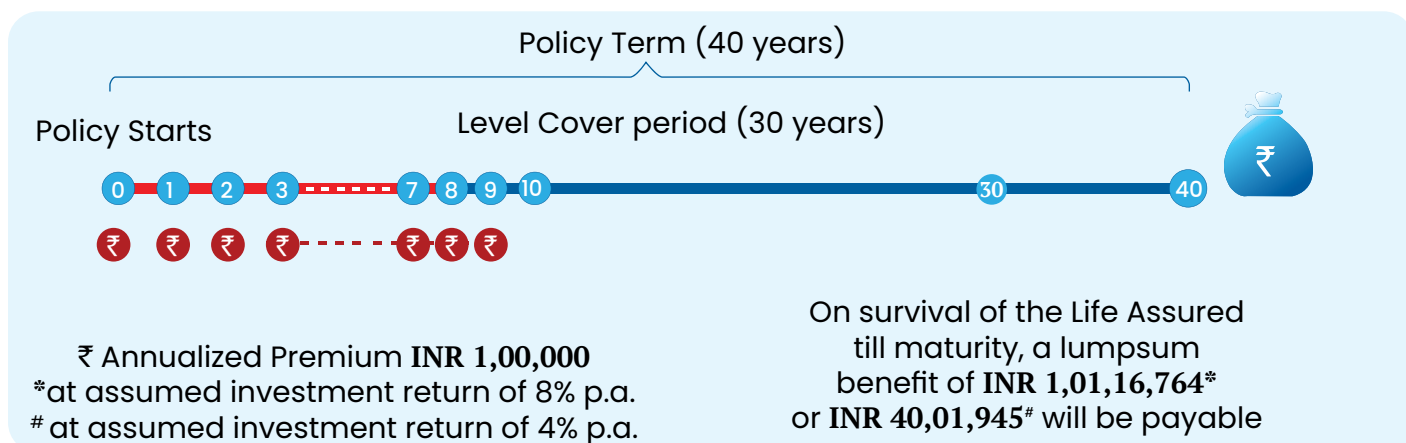 Policy Term (40 years)
Policy Starts
Level Cover period (30 years)
₹
0 1 2 3 7 8 9 10 30 40
₹ ₹ ₹ ₹ ₹ ₹ ₹
₹ Annualized Premium INR 1,00,000
*at assumed investment return of 8% p.a.
# at assumed investment return of 4% p.a.
On survival of the Life Assured
till maturity, a lumpsum
benefit of INR 1,01,16,764*
or INR 40,01,945# will be payable